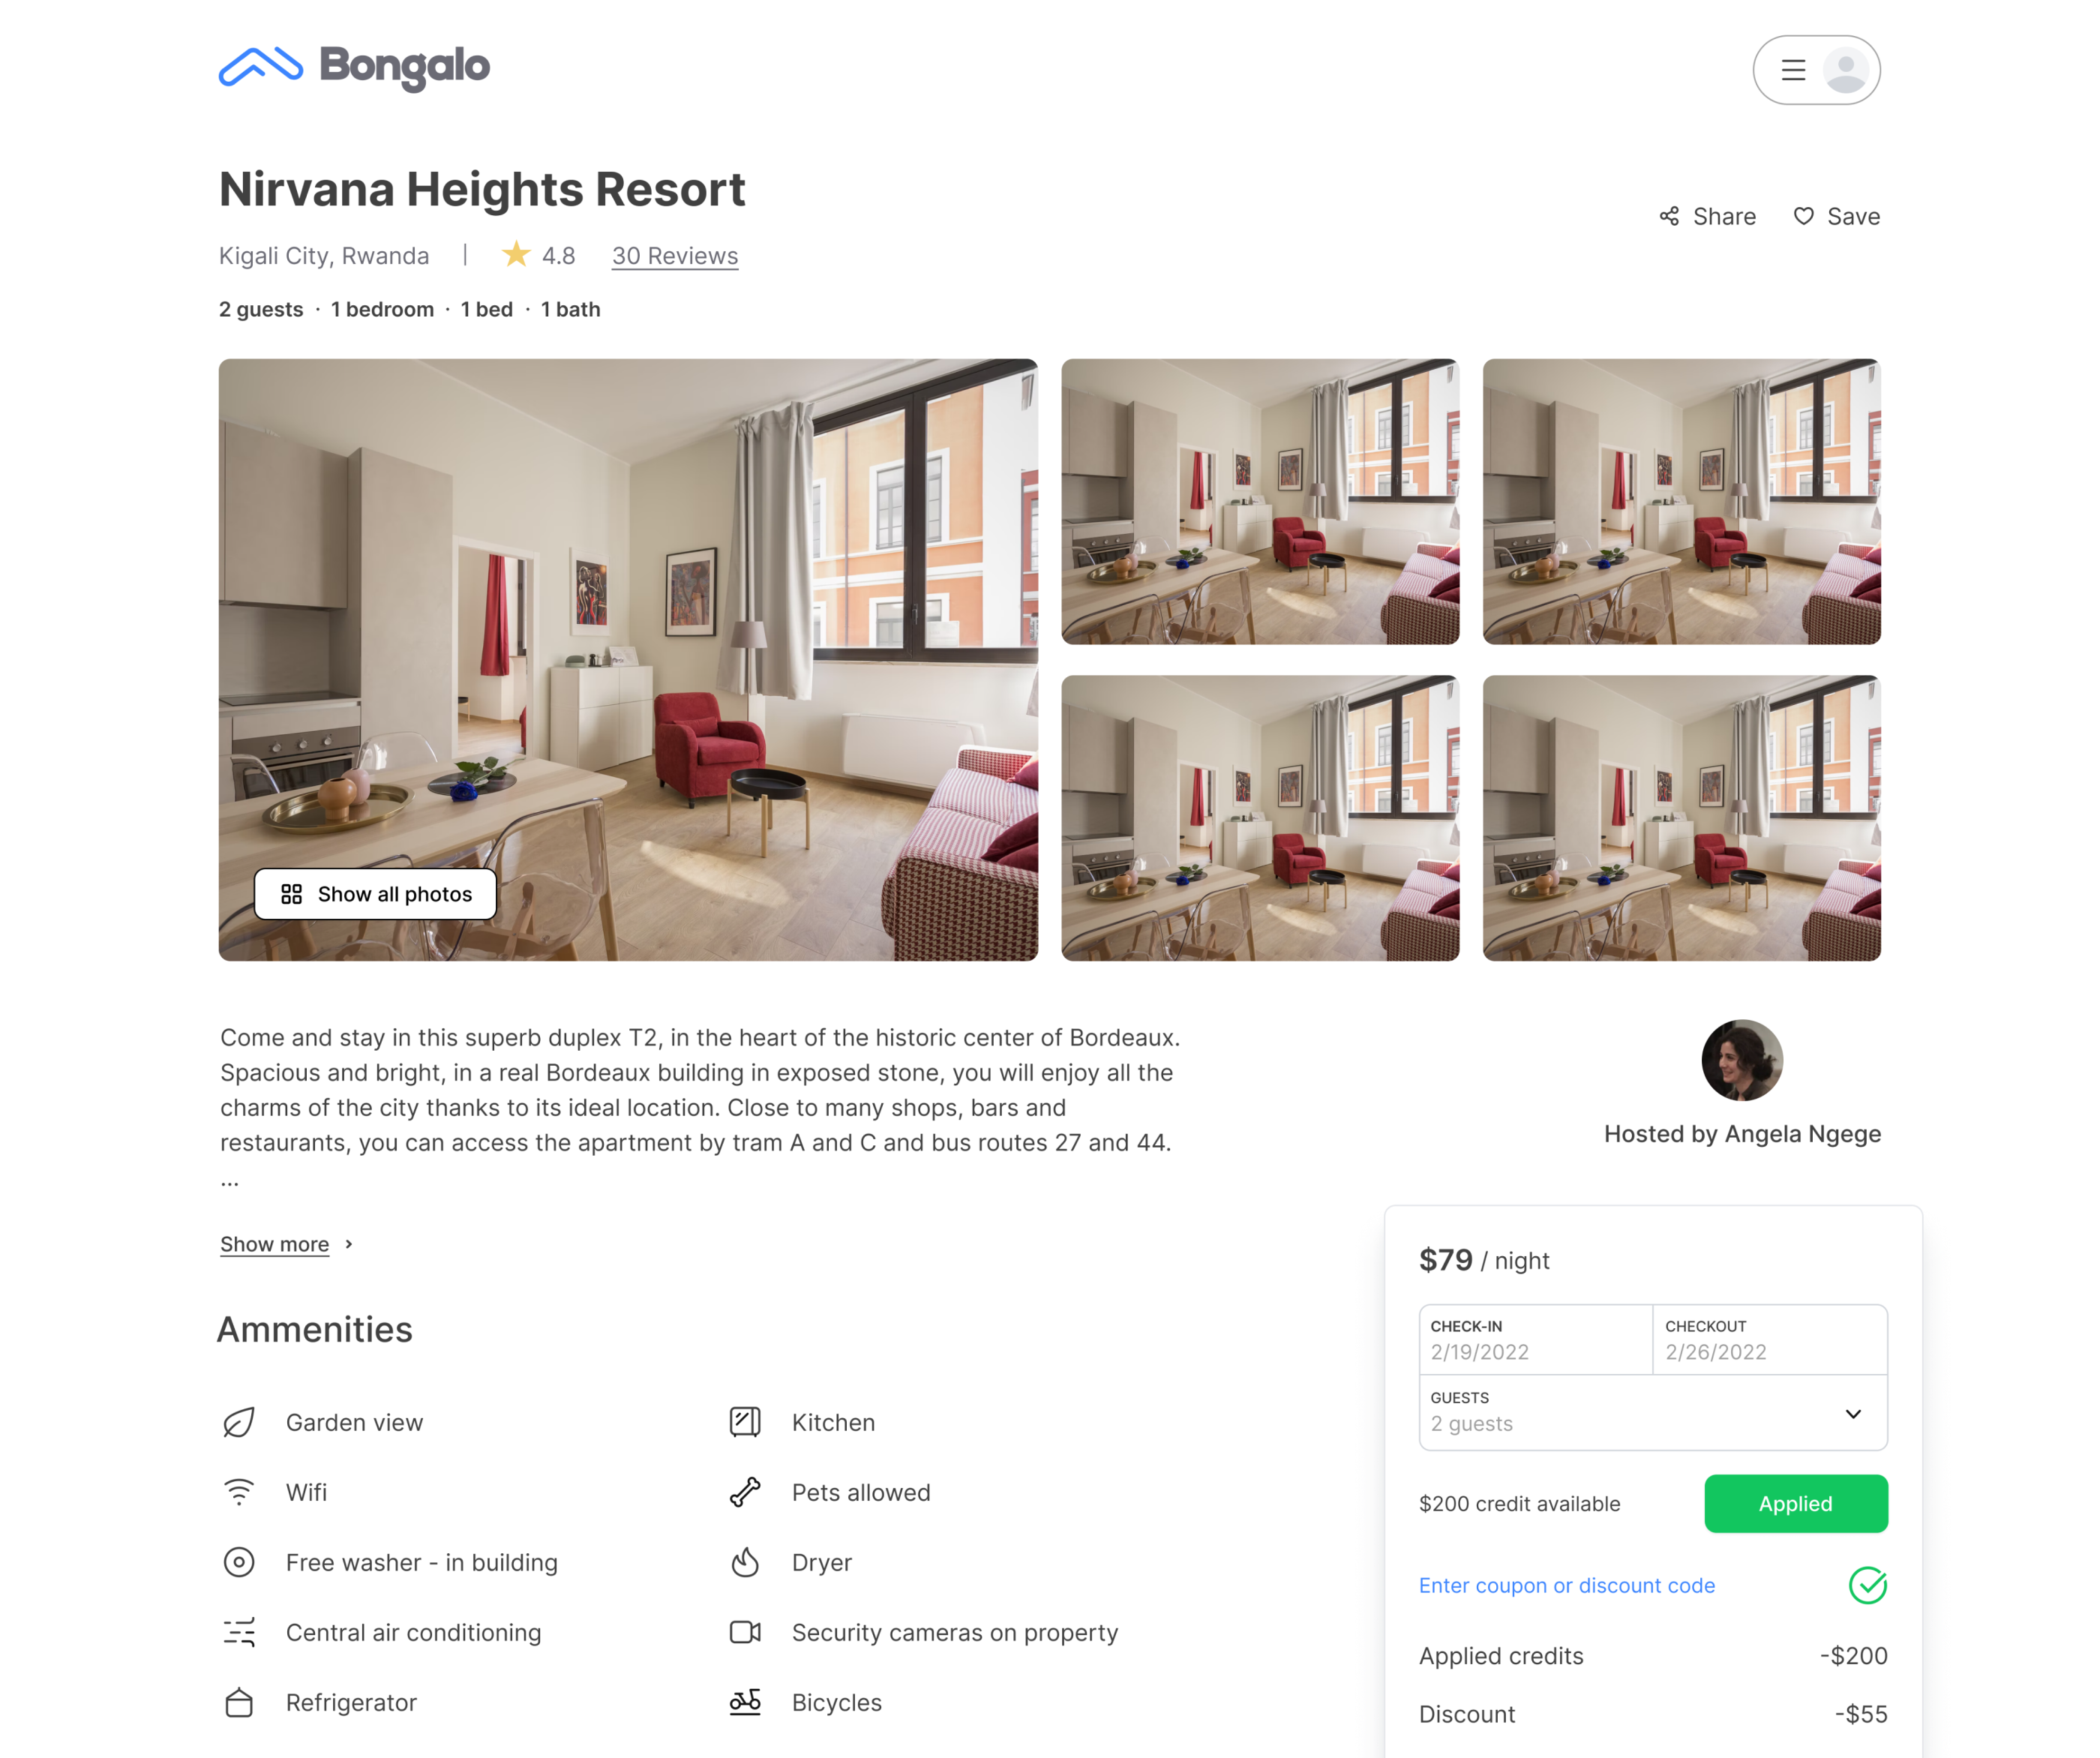 Bongalo
Nirvana Heights Resort
Share
Save
Kigali City, Rwanda | 4.8 30 Reviews
2 guests · 1 bedroom · 1 bed · 1 bath
Show all photos
Come and stay in this superb duplex T2, in the heart of the historic center of Bordeaux.
Spacious and bright, in a real Bordeaux building in exposed stone, you will enjoy all the
charms of the city thanks to its ideal location. Close to many shops, bars and
restaurants, you can access the apartment by tram A and C and bus routes 27 and 44.
...
Show more
Hosted by Angela Ngege
Ammenities
Garden view
Kitchen
Wifi
Pets allowed
Free washer - in building
Dryer
Central air conditioning
Security cameras on property
Refrigerator
Bicycles
$79 / night
CHECK-IN
2/19/2022
CHECKOUT
2/26/2022
GUESTS
2 guests
$200 credit available
Applied
Enter coupon or discount code
Applied credits -$200
Discount -$55